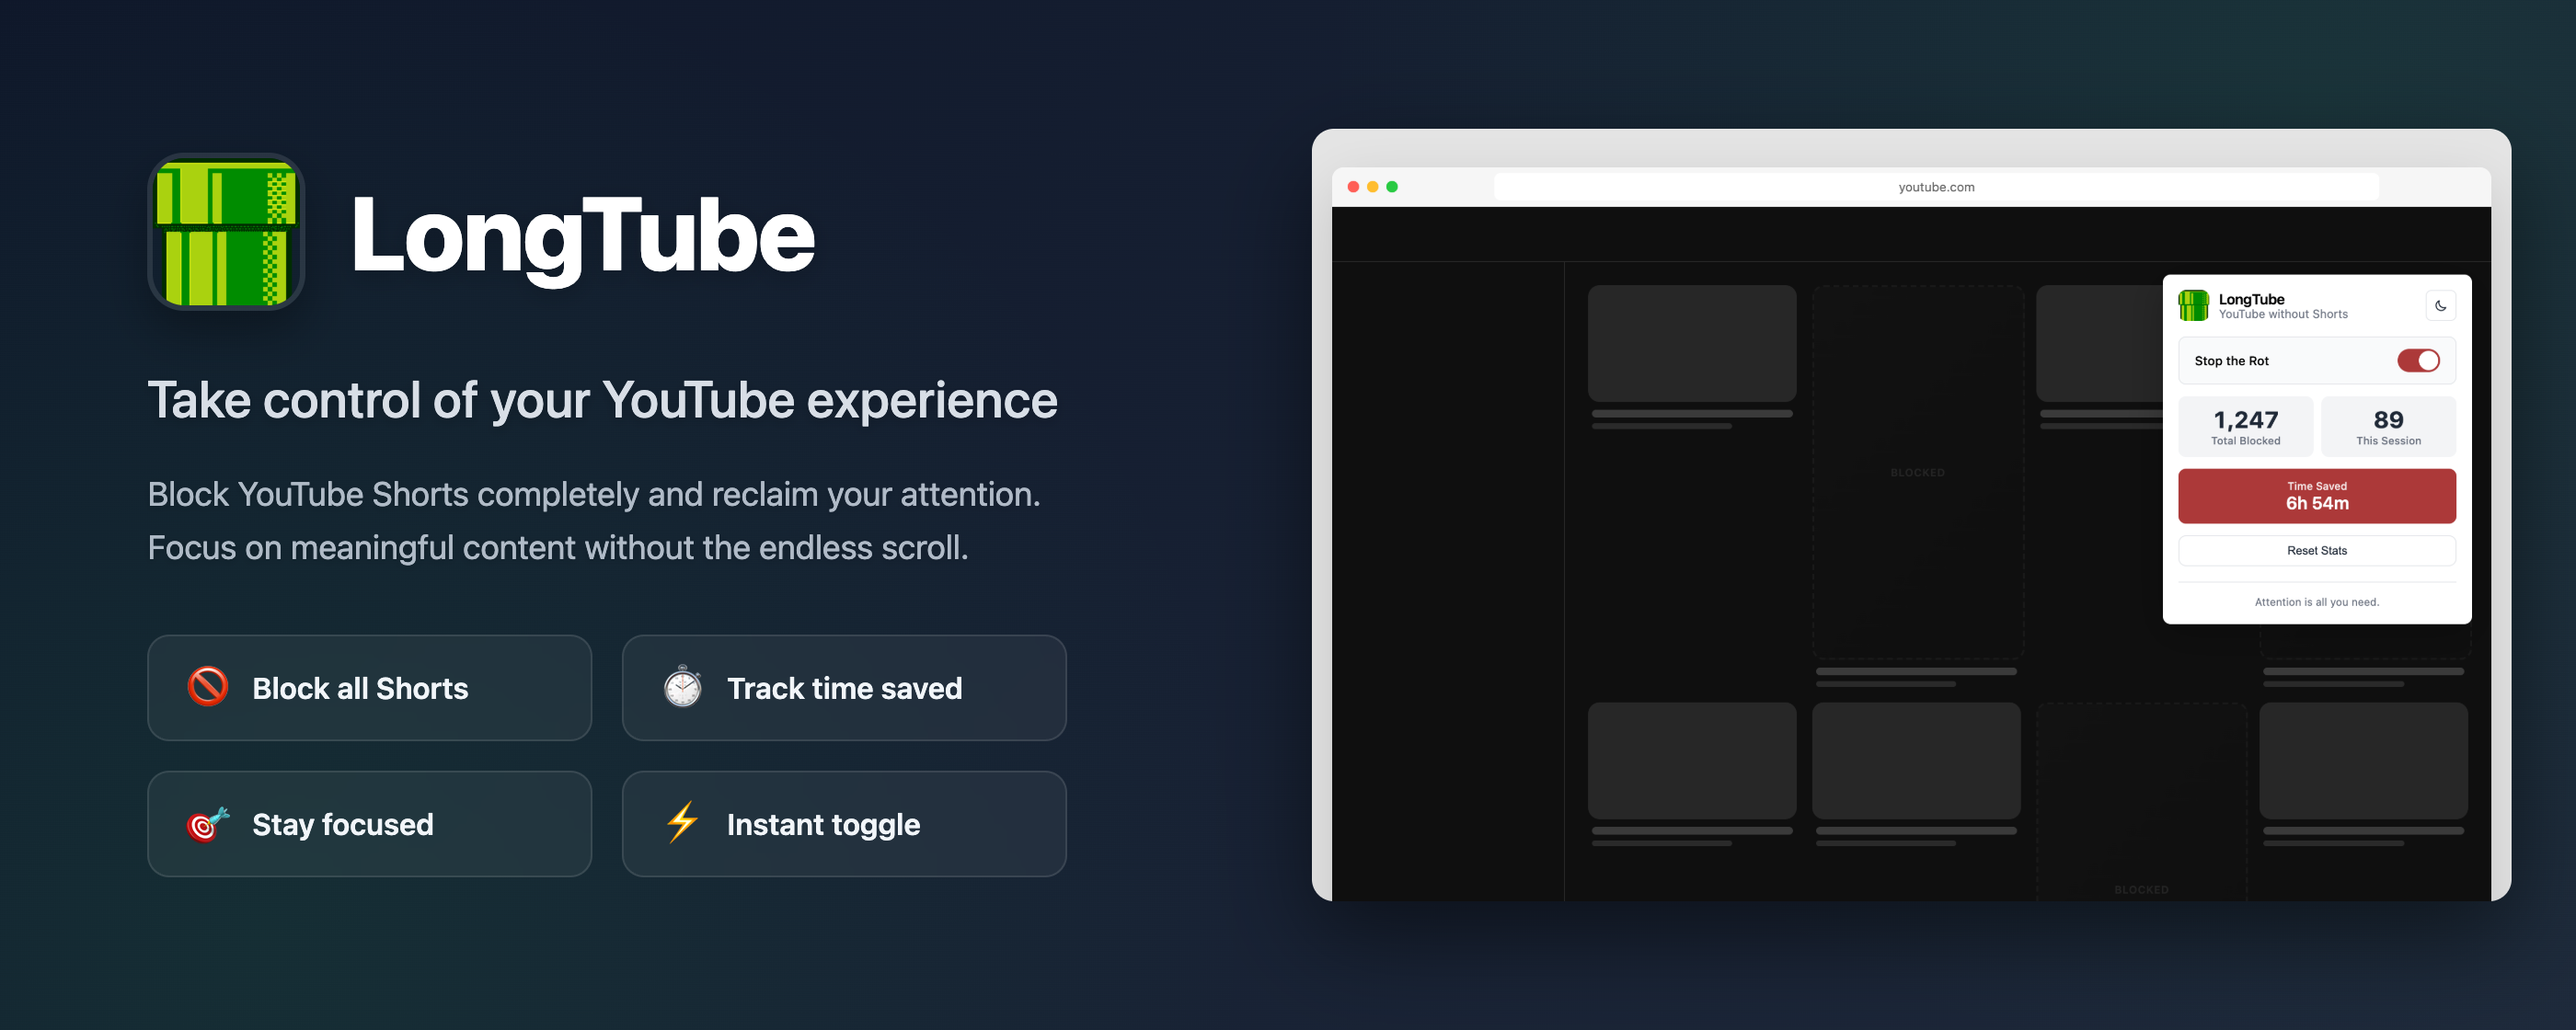 LongTube
Take control of your YouTube experience
Block YouTube Shorts completely and reclaim your attention.
Focus on meaningful content without the endless scroll.
Block all Shorts
Track time saved
Stay focused
Instant toggle
youtube.com
BLOCKED
LongTube
YouTube without Shorts
Stop the Rot
1,247
Total Blocked
89
This Session
Time Saved
6h 54m
Reset Stats
Attention is all you need.
BLOCKED